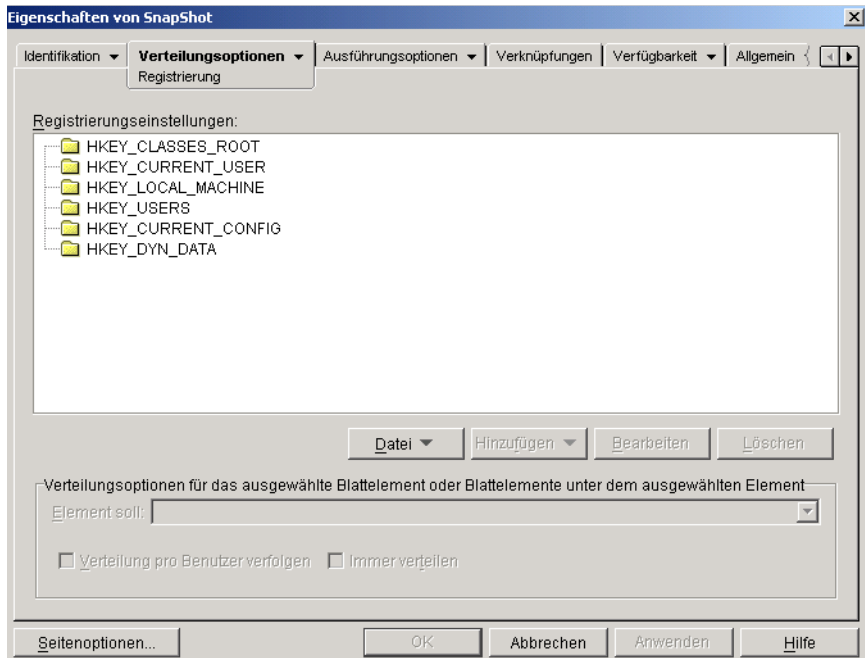 Eigenschaften von SnapShot
Identifikation Verteilungsoptionen Ausführungsoptionen Verknüpfungen Verfügbarkeit Allgemein
Registrierung
Registrierungseinstellungen:
HKEY_CLASSES_ROOT
HKEY_CURRENT_USER
HKEY_LOCAL_MACHINE
HKEY_USERS
HKEY_CURRENT_CONFIG
HKEY_DYN_DATA
Datei Hinzufügen Bearbeiten Löschen
Verteilungsoptionen für das ausgewählte Blattelement oder Blattelemente unter dem ausgewählten Element
Element soll:
Verteilung pro Benutzer verfolgen Immer verteilen
Seitenoptionen... OK Abbrechen Anwenden Hilfe